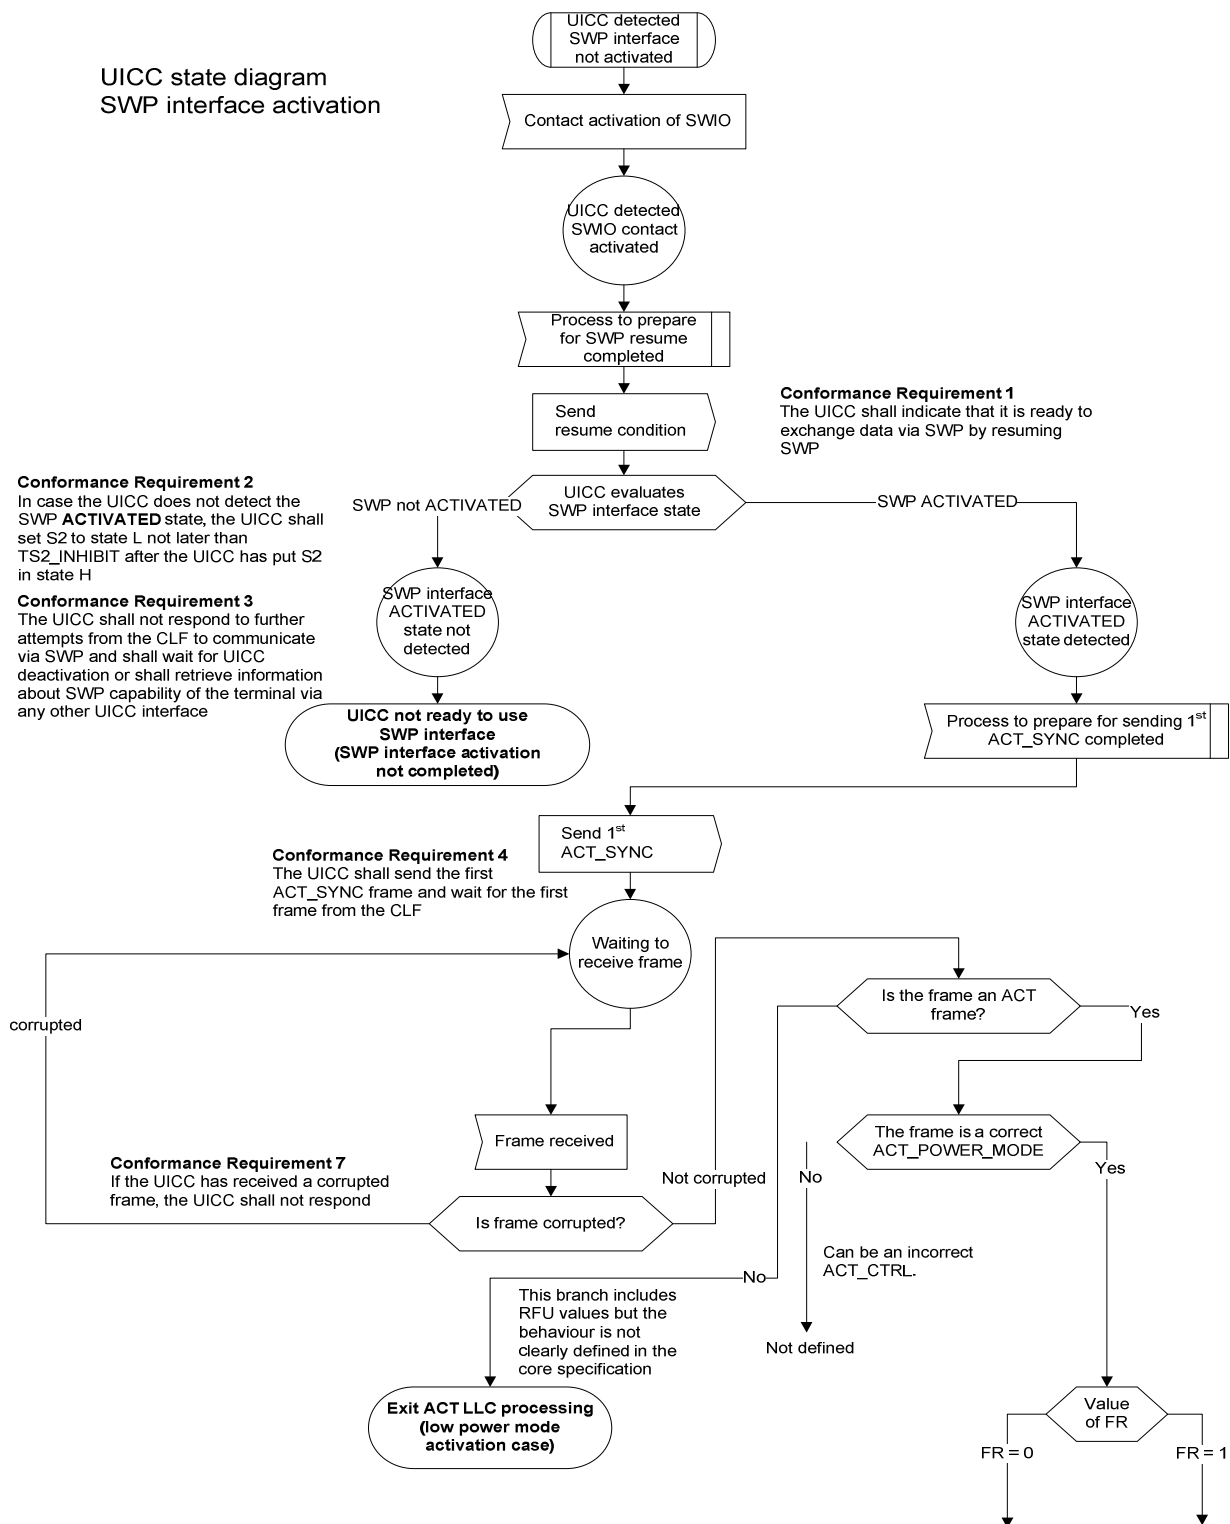 UICC detected
SWP interface
not activated
UICC state diagram
SWP interface activation
Contact activation of SWIO
UICC detected
SWIO contact
activated
Process to prepare
for SWP resume
completed
Send
resume condition
Conformance Requirement 1
The UICC shall indicate that it is ready to
exchange data via SWP by resuming
SWP
UICC evaluates
SWP interface state
SWP not ACTIVATED
SWP ACTIVATED
Conformance Requirement 2
In case the UICC does not detect the
SWP ACTIVATED state, the UICC shall
set S2 to state L not later than
TS2_INHIBIT after the UICC has put S2
in state H
Conformance Requirement 3
The UICC shall not respond to further
attempts from the CLF to communicate
via SWP and shall wait for UICC
deactivation or shall retrieve information
about SWP capability of the terminal via
any other UICC interface
SWP interface
ACTIVATED
state not
detected
SWP interface
ACTIVATED
state detected
UICC not ready to use
SWP interface
(SWP interface activation
not completed)
Process to prepare for sending 1st
ACT_SYNC completed
Send 1st
ACT_SYNC
Conformance Requirement 4
The UICC shall send the first
ACT_SYNC frame and wait for the first
frame from the CLF
Waiting to
receive frame
Is the frame an ACT
frame?
Yes
corrupted
Frame received
The frame is a correct
ACT_POWER_MODE
Conformance Requirement 7
If the UICC has received a corrupted
frame, the UICC shall not respond
Not corrupted
No
Yes
Is frame corrupted?
Can be an incorrect
ACT_CTRL.
No
This branch includes
RFU values but the
behaviour is not
clearly defined in the
core specification
Not defined
Exit ACT LLC processing
(low power mode
activation case)
Value
of FR
FR = 0
FR = 1